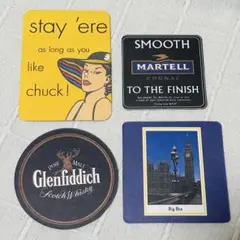 stay 'ere
as long as you
like
chuck!
SMOOTH
MARTELL
COGNAC
TO THE FINISH
PURE MALT
Glenfiddich
Scotch Whisky
Big Ben